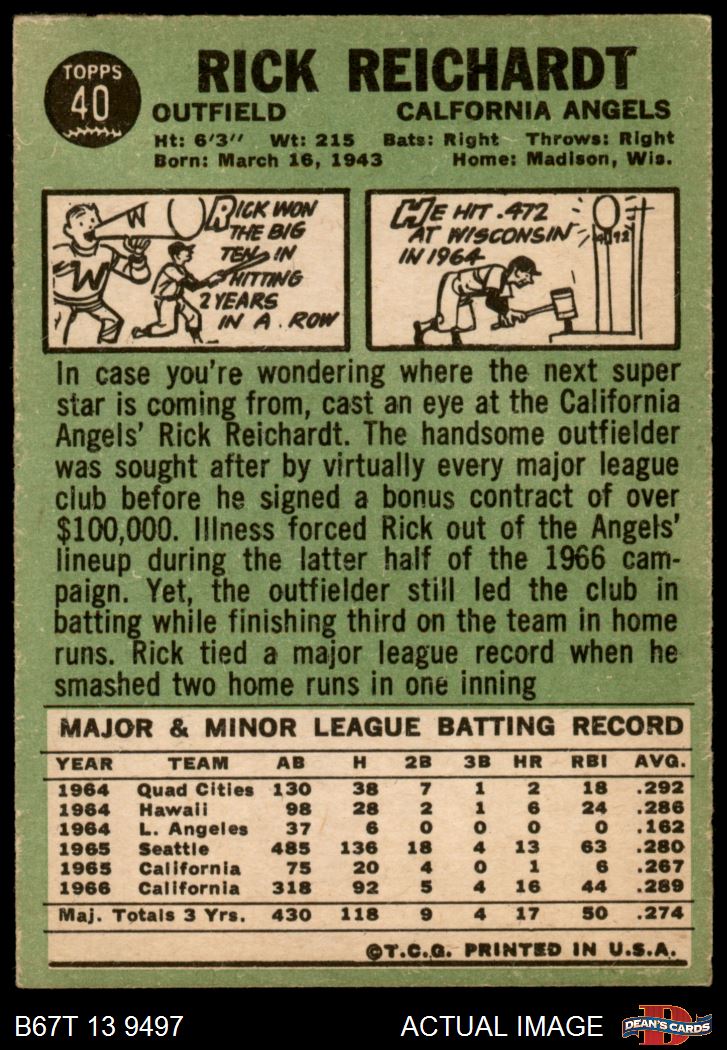 TOPPS
40
RICK REICHARDT
OUTFIELD CALFORNIA ANGELS
Ht: 6'3" Wt: 215 Bats: Right Throws: Right
Born: March 16, 1943 Home: Madison, Wis.
W
W
RICK WON
THE BIG
TEN IN
HITTING
2 YEARS
IN A ROW
HE HIT .472
AT WISCONSIN
IN 1964
.472
In case you're wondering where the next super
star is coming from, cast an eye at the California
Angels' Rick Reichardt. The handsome outfielder
was sought after by virtually every major league
club before he signed a bonus contract of over
$100,000. Illness forced Rick out of the Angels'
lineup during the latter half of the 1966 cam-
paign. Yet, the outfielder still led the club in
batting while finishing third on the team in home
runs. Rick tied a major league record when he
smashed two home runs in one inning
MAJOR & MINOR LEAGUE BATTING RECORD
YEAR TEAM AB H 2B 3B HR RBI AVG.
1964 Quad Cities 130 38 7 1 2 18 .292
1964 Hawaii 98 28 2 1 6 24 .286
1964 L. Angeles 37 6 0 0 0 0 .162
1965 Seattle 485 136 18 4 13 63 .280
1965 California 75 20 4 0 1 6 .267
1966 California 318 92 5 4 16 44 .289
Maj. Totals 3 Yrs. 430 118 9 4 17 50 .274
©T.C.G. PRINTED IN U.S.A.
B67T 13 9497 ACTUAL IMAGE
D
DEAN'S CARDS